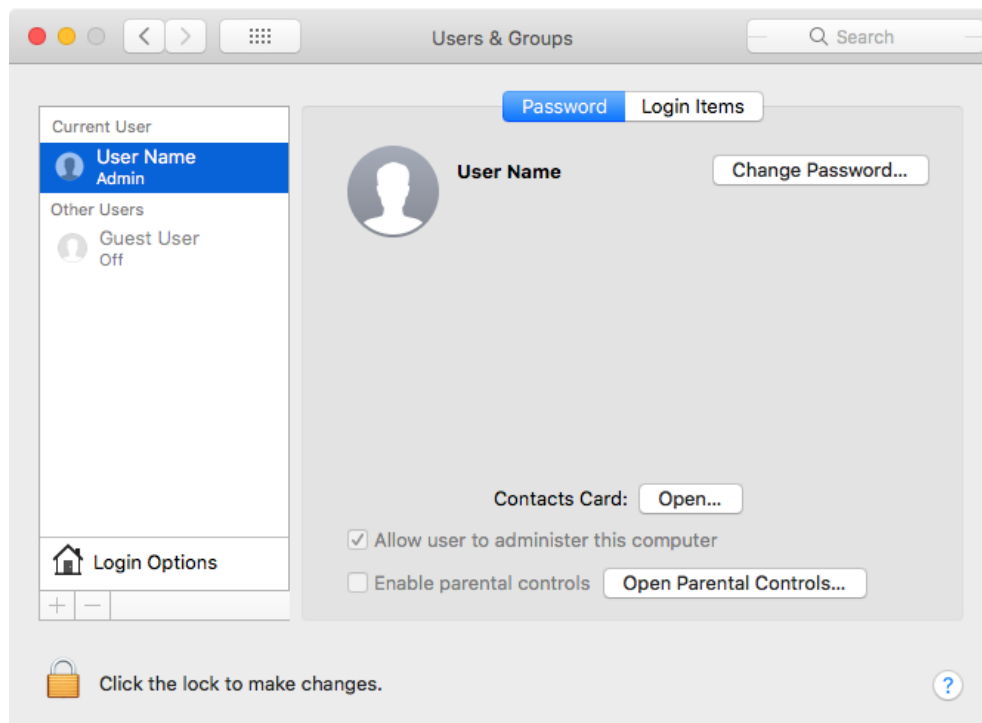 Users & Groups
Search
Password
Login Items
Current User
User Name
Admin
Other Users
Guest User
Off
User Name
Change Password...
Contacts Card:
Open...
Allow user to administer this computer
Enable parental controls
Open Parental Controls...
Login Options
Click the lock to make changes.
?